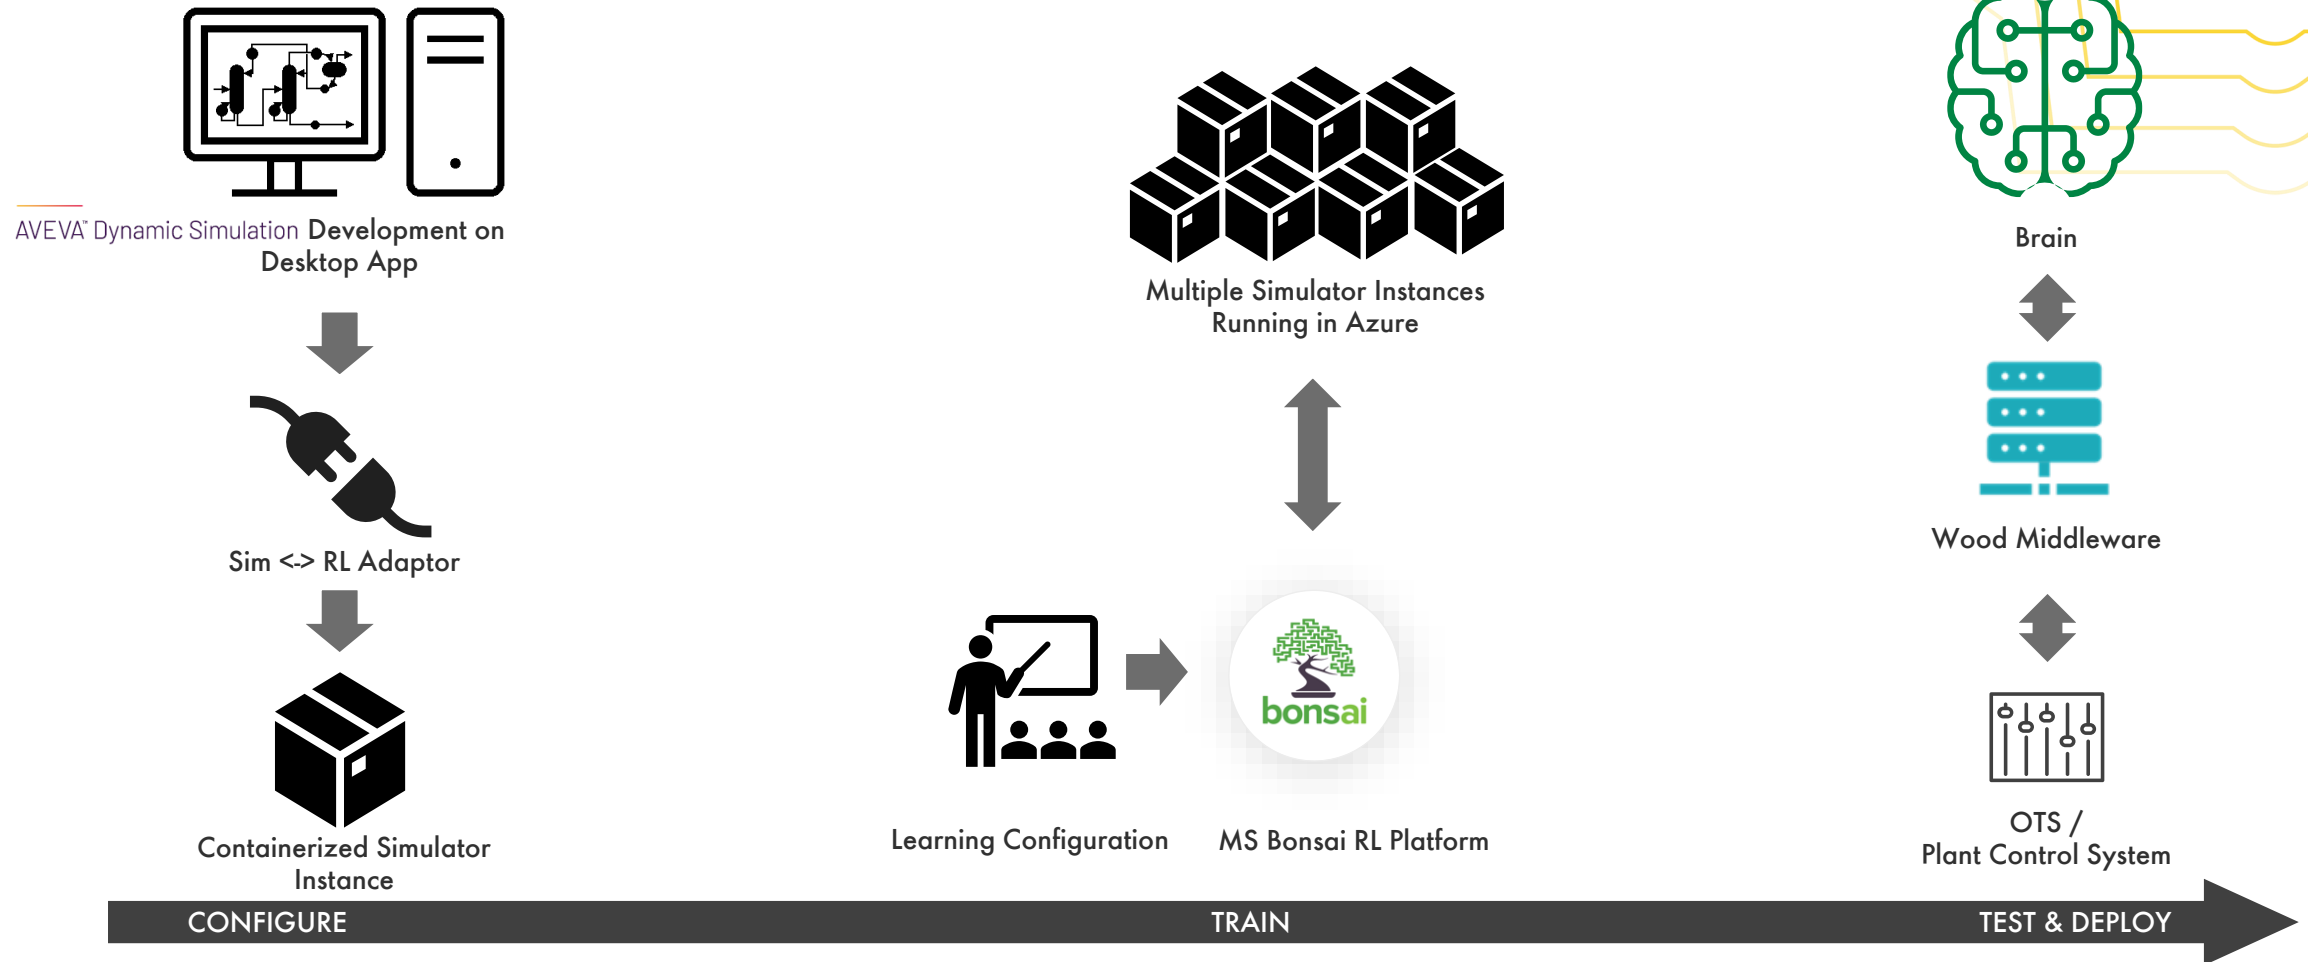 AVEVA™ Dynamic Simulation Development on
Desktop App
Sim <-> RL Adaptor
Containerized Simulator
Instance
CONFIGURE
Multiple Simulator Instances
Running in Azure
bonsai
Learning Configuration
MS Bonsai RL Platform
TRAIN
Brain
Wood Middleware
OTS /
Plant Control System
TEST & DEPLOY